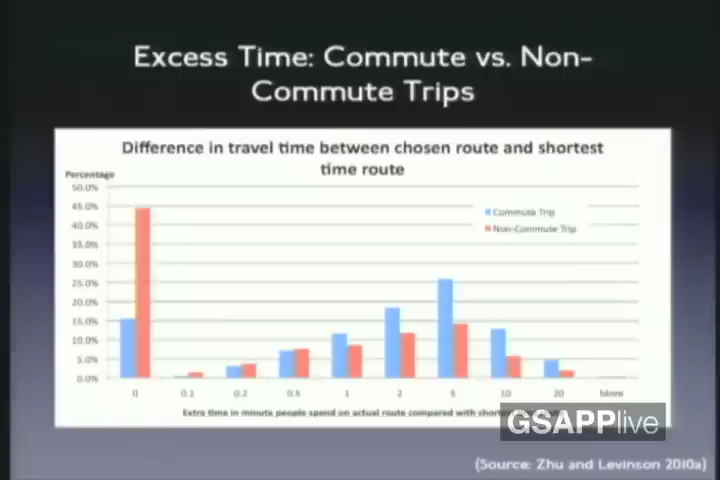 Excess Time: Commute vs. Non-
Commute Trips
Difference in travel time between chosen route and shortest
time route
Percentage
50.0%
45.0%
40.0%
35.0%
30.0%
25.0%
20.0%
15.0%
10.0%
5.0%
0.0%
Commute Trip
Non-Commute Trip
0 0.1 0.2 0.5 1 2 5 10 20 More
Extra time in minute people spend on actual route compared with
GSAPPlive
(Source: Zhu and Levinson 2010a)